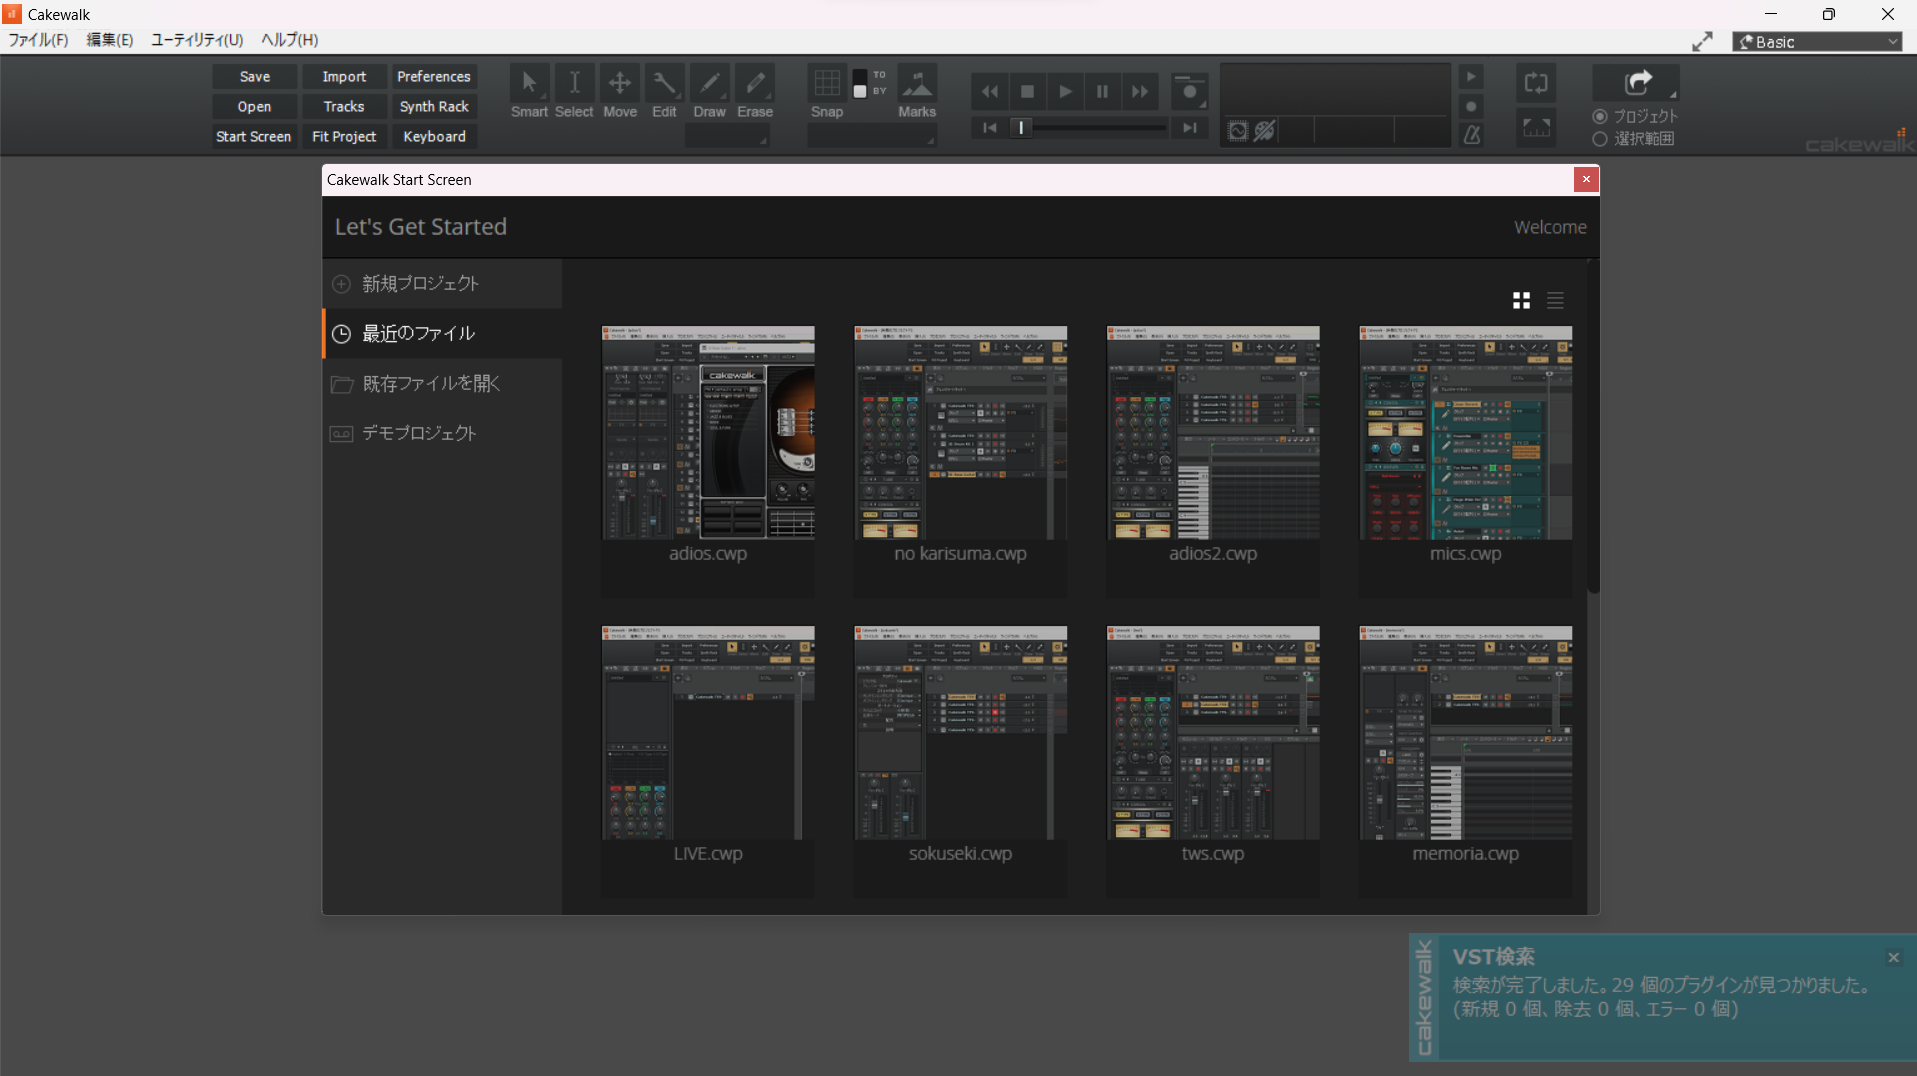 Cakewalk
ファイル(F) 編集(E) ユーティリティ(U) ヘルプ(H)
Basic
Save Import Preferences
Open Tracks Synth Rack
Start Screen Fit Project Keyboard
Smart Select Move Edit Draw Erase
Snap
TO
BY
Marks
プロジェクト
選択範囲
cakewalk
Cakewalk Start Screen
Let's Get Started
Welcome
新規プロジェクト
最近のファイル
既存ファイルを開く
デモプロジェクト
adios.cwp
no karisuma.cwp
adios2.cwp
mics.cwp
LIVE.cwp
sokuseki.cwp
tws.cwp
memoria.cwp
cakewalk
VST検索
検索が完了しました。29 個のプラグインが見つかりました。
(新規 0 個、除去 0 個、エラー 0 個)